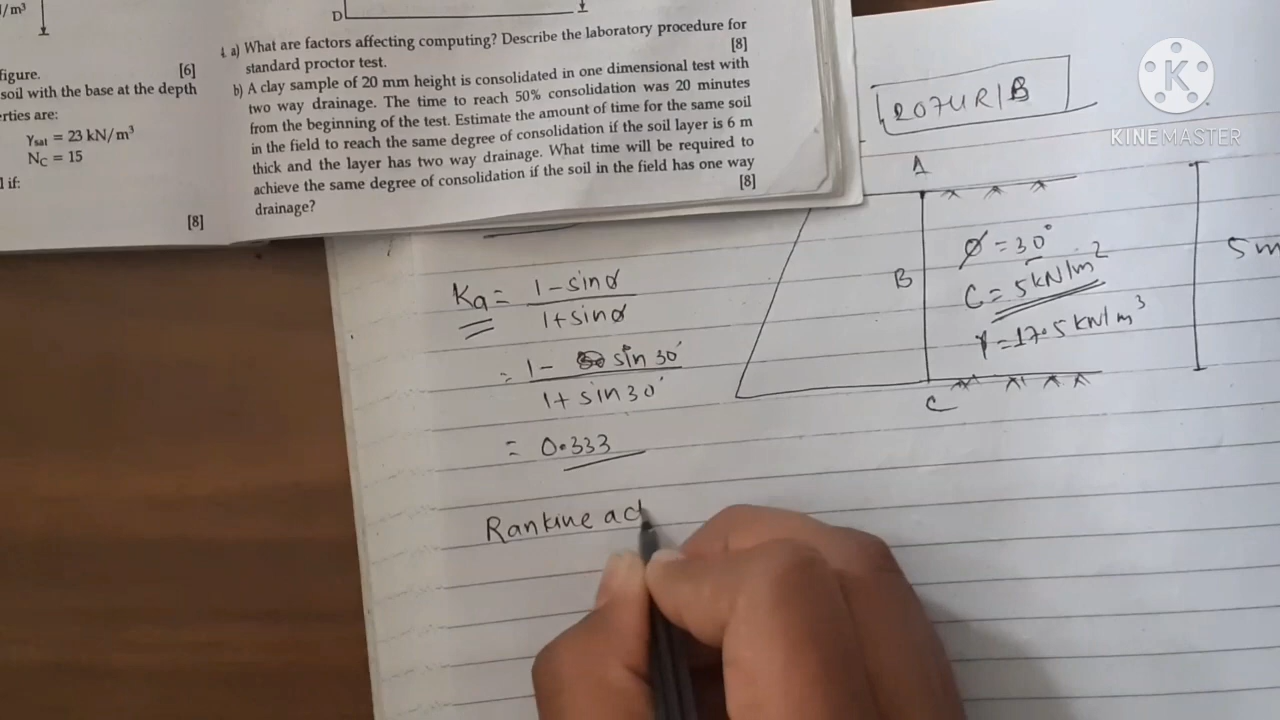 /m³
D
figure. [6]
soil with the base at the depth
erties are:
γsat = 23 kN/m³
NC = 15
l if:
[8]
4. a) What are factors affecting computing? Describe the laboratory procedure for
standard proctor test. [8]
b) A clay sample of 20 mm height is consolidated in one dimensional test with
two way drainage. The time to reach 50% consolidation was 20 minutes
from the beginning of the test. Estimate the amount of time for the same soil
in the field to reach the same degree of consolidation if the soil layer is 6 m
thick and the layer has two way drainage. What time will be required to
achieve the same degree of consolidation if the soil in the field has one way
drainage? [8]
2074R/B
K
KINEMASTER
A
B
C
φ = 30°
C = 5 kN/m²
γ = 17.5 kN/m³
5m
Ka = 1 - sinα
1 + sinα
= 1 - sin 30°
1 + sin 30°
= 0.333
Rankine act